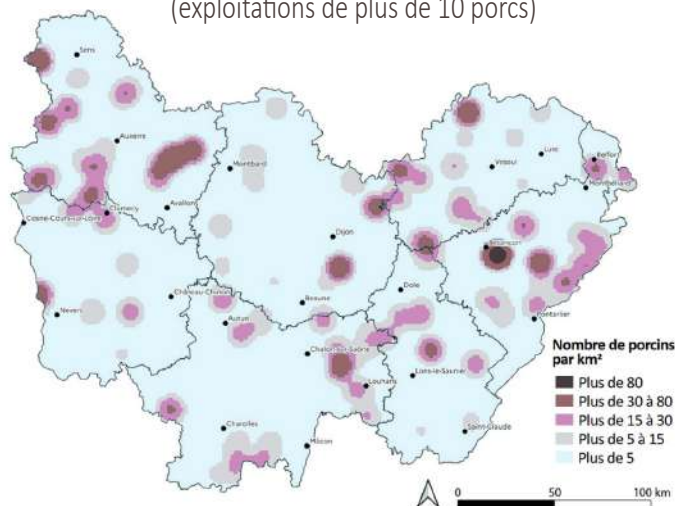 (exploitations de plus de 10 porcs)
Sens
Auxerre
Montbard
Avallon
Clamecy
Cosne-Cours-sur-Loire
Vesoul
Lure
Belfort
Montbéliard
Dijon
Besançon
Dole
Beaune
Château-Chinon
Nevers
Autun
Pontarlier
Chalon-sur-Saône
Louhans
Lons-le-Saunier
Charolles
Mâcon
Saint-Claude
Nombre de porcins
par km²
Plus de 80
Plus de 30 à 80
Plus de 15 à 30
Plus de 5 à 15
Plus de 5
0 50 100 km